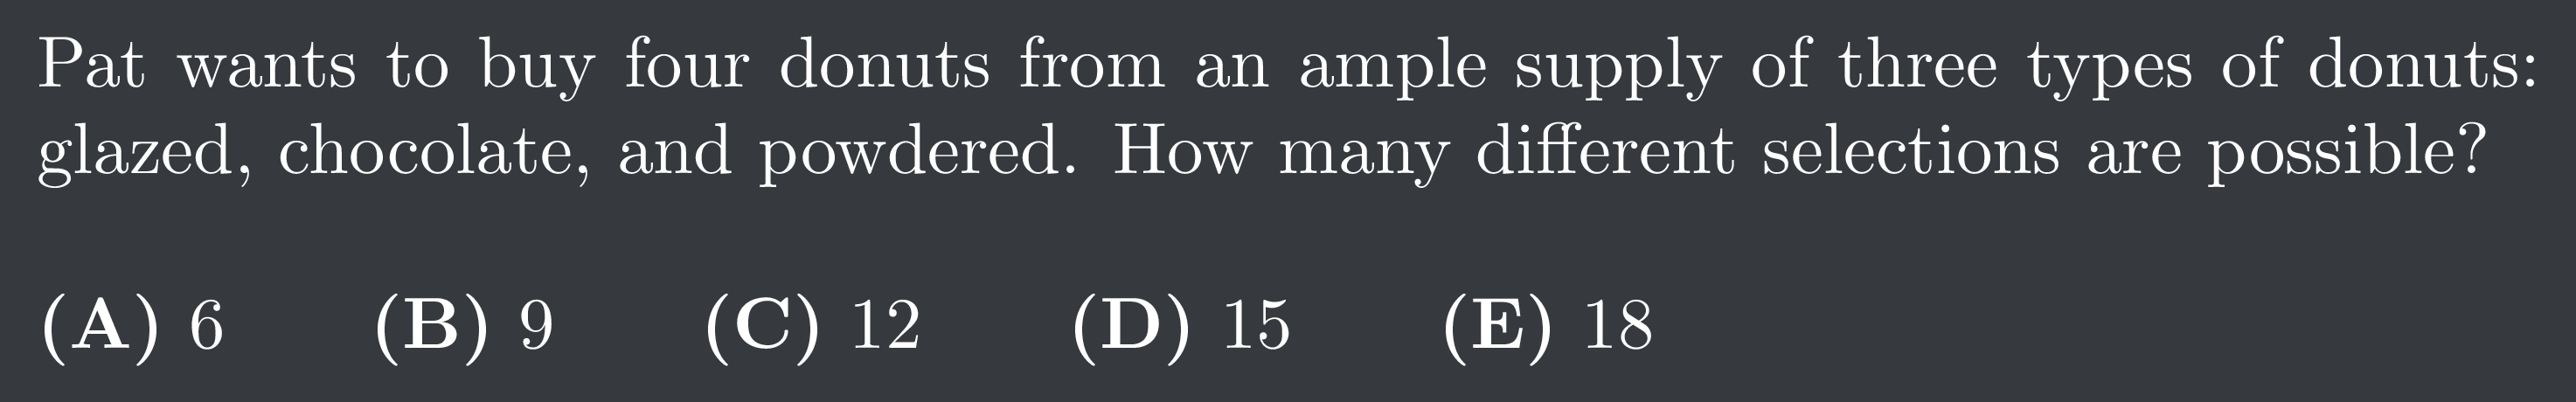 Pat wants to buy four donuts from an ample supply of three types of donuts:
glazed, chocolate, and powdered. How many different selections are possible?
(A) 6 (B) 9 (C) 12 (D) 15 (E) 18